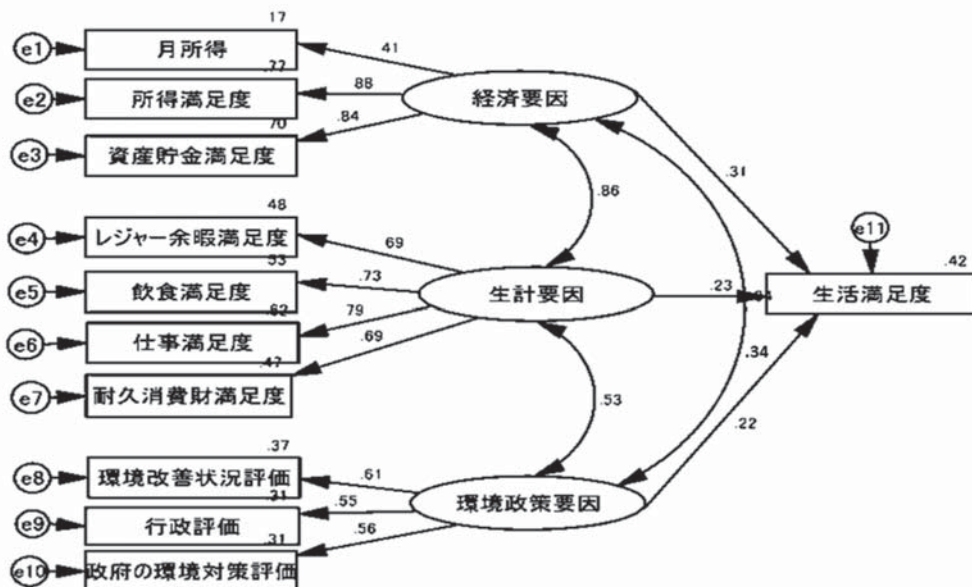 17
e1
月所得
41
.77
e2
所得満足度
88
経済要因
70
.84
e3
資産貯金満足度
.31
.86
48
e4
レジャー余暇満足度
69
e11
.53
.42
e5
飲食満足度
.73
生計要因
.23
生活満足度
.62
e6
仕事満足度
79
.69
.34
.47
e7
耐久消費財満足度
.53
.22
.37
e8
環境改善状況評価
.61
環境政策要因
.31
e9
行政評価
.55
.31
.56
e10
政府の環境対策評価